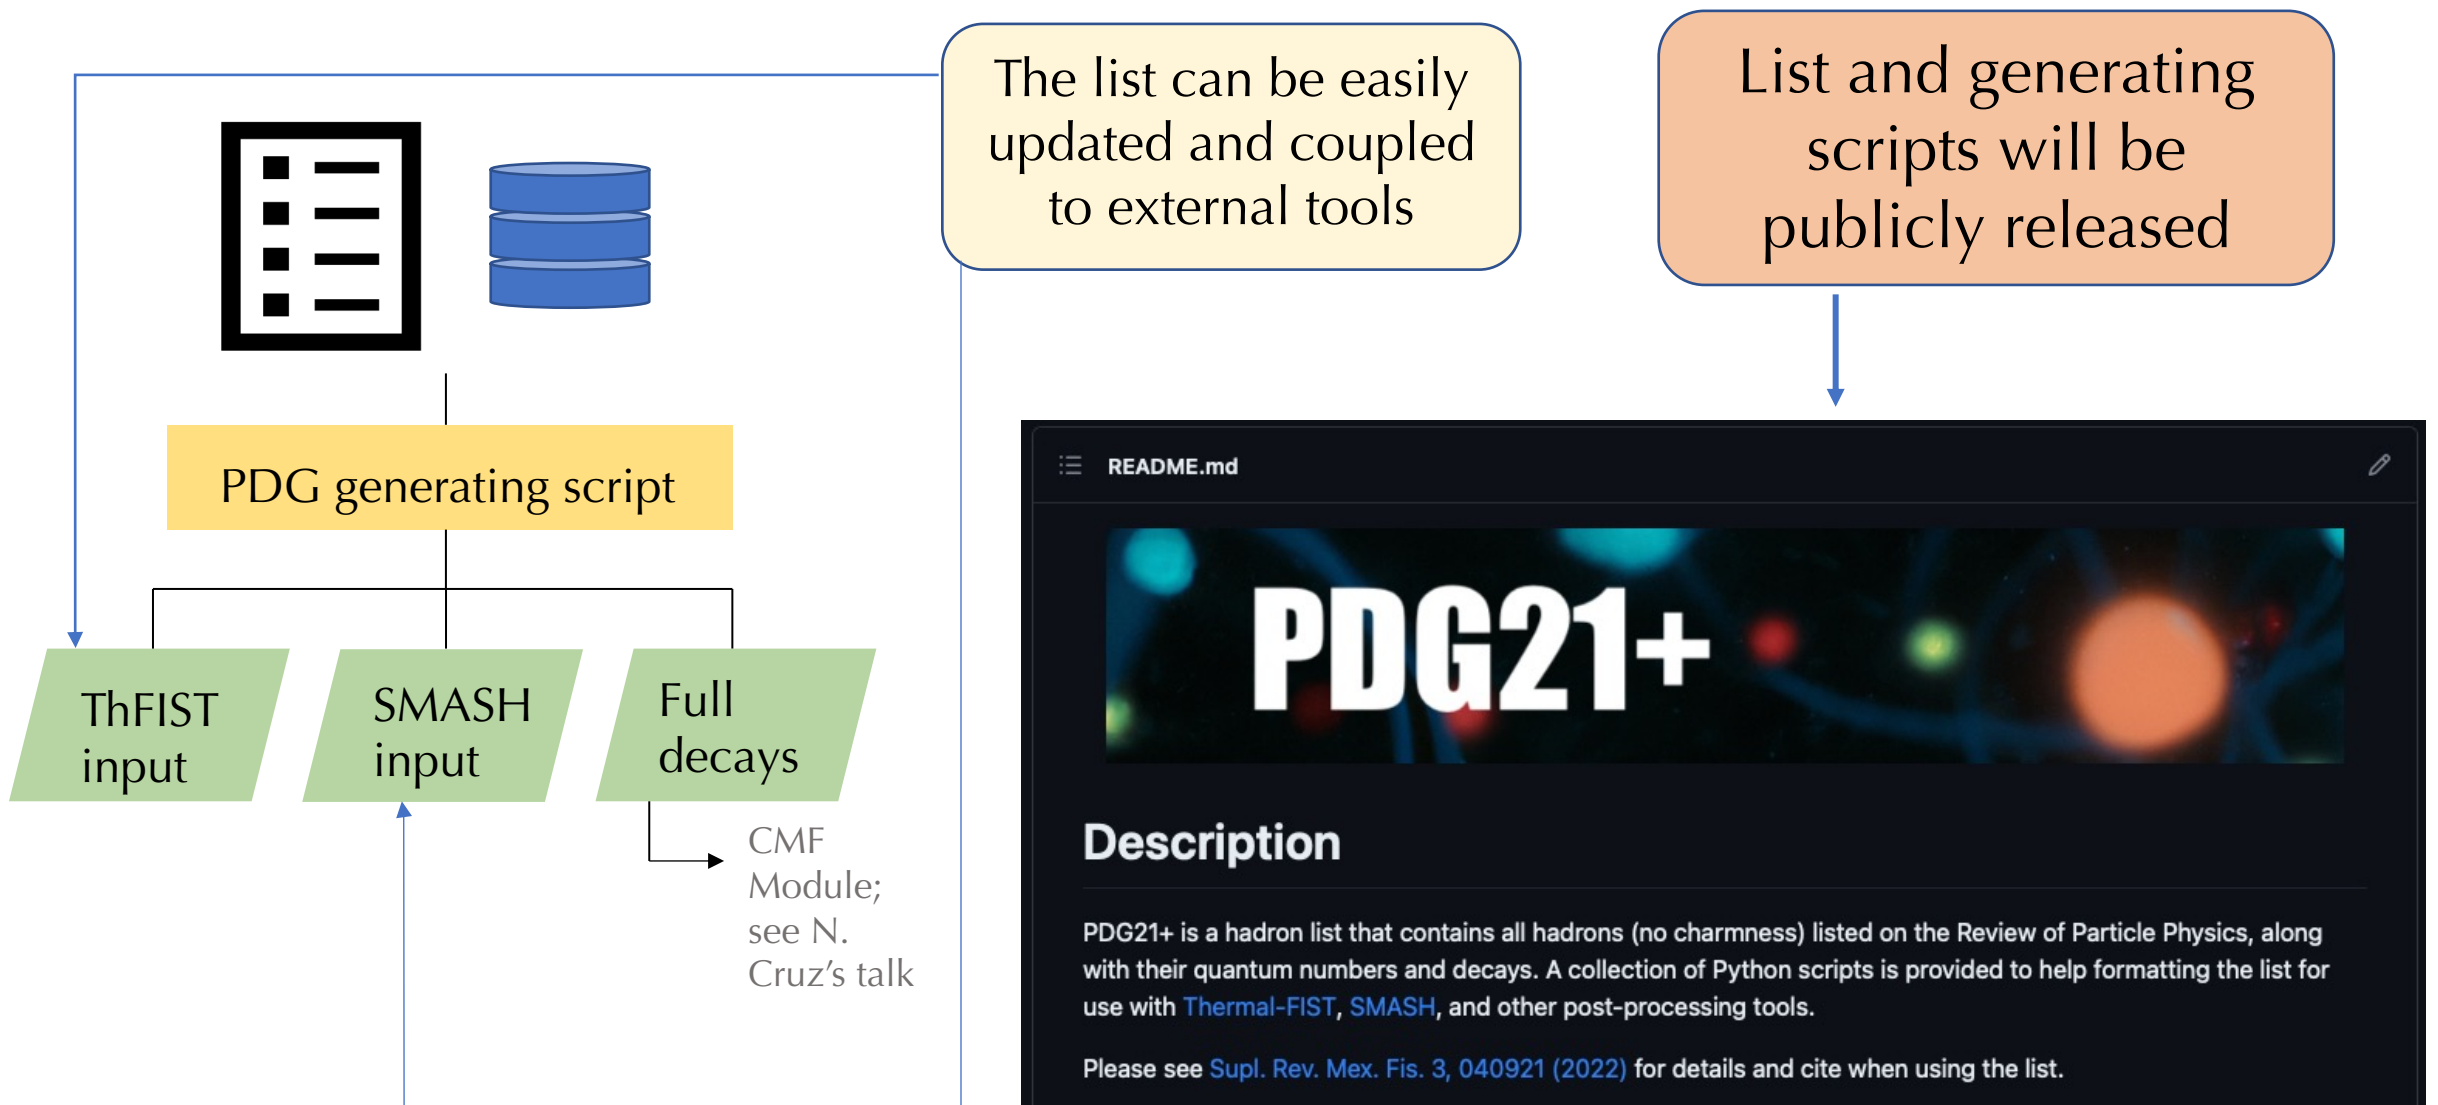 The list can be easily
updated and coupled
to external tools
List and generating
scripts will be
publicly released
PDG generating script
ThFIST
input
SMASH
input
Full
decays
CMF
Module;
see N.
Cruz’s talk
README.md
PDG21+
Description
PDG21+ is a hadron list that contains all hadrons (no charmness) listed on the Review of Particle Physics, along
with their quantum numbers and decays. A collection of Python scripts is provided to help formatting the list for
use with Thermal-FIST, SMASH, and other post-processing tools.
Please see Supl. Rev. Mex. Fis. 3, 040921 (2022) for details and cite when using the list.